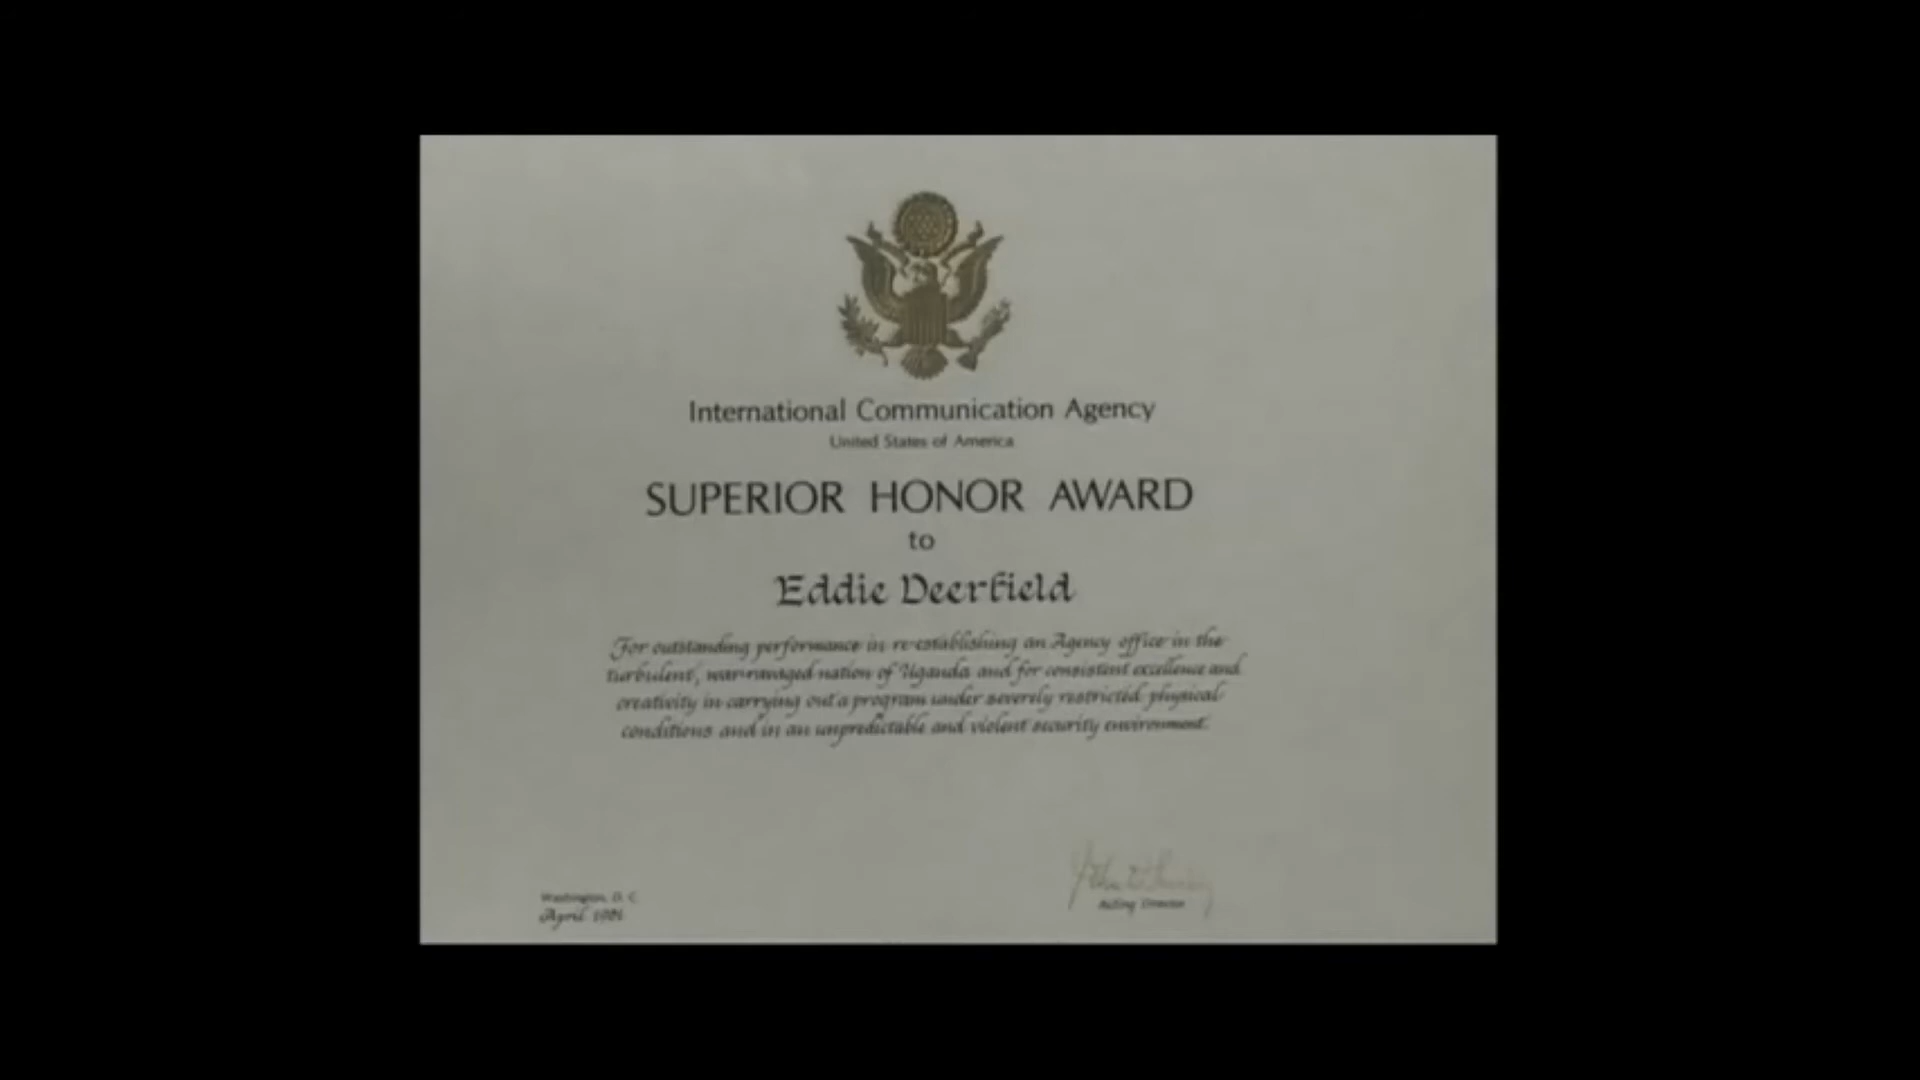 International Communication Agency
United States of America
SUPERIOR HONOR AWARD
to
Eddie Deerfield
For outstanding performance in re-establishing an Agency office in the
turbulent, war-ravaged nation of Uganda and for consistent excellence and
creativity in carrying out a program under severely restricted physical
conditions and in an unpredictable and violent security environment.
Washington, D. C.
April
Acting Director